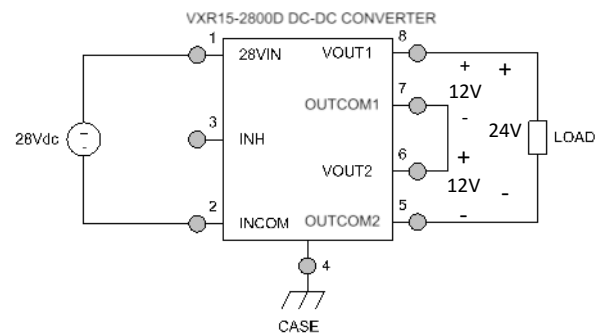 VXR15-2800D DC-DC CONVERTER
1
28VIN
VOUT1
8
+
+
12V
7
OUTCOM1
-
28Vdc
3
INH
24V
LOAD
+
6
VOUT2
12V
2
INCOM
OUTCOM2
5
-
-
4
CASE